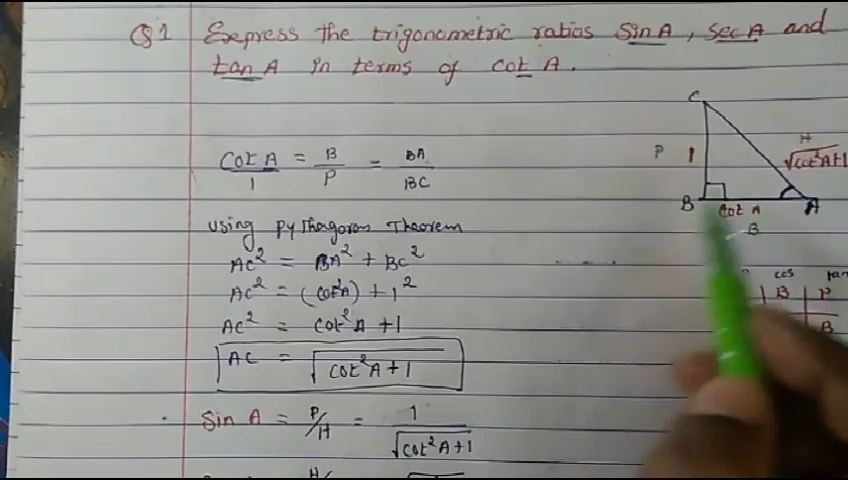 Q1 Express the trigonometric ratios Sin A, Sec A and
tan A in terms of cot A.
Cot A / 1 = B / P = BA / BC
using pythagoras Theorem
AC² = BA² + BC²
AC² = (cot²A) + 1²
AC² = cot²A + 1
AC = √cot²A + 1
Sin A = P/H = 1 / √cot²A + 1
H/
C
P 1
H
√cot²A+1
B cot A A
B
cos tan
B P
B